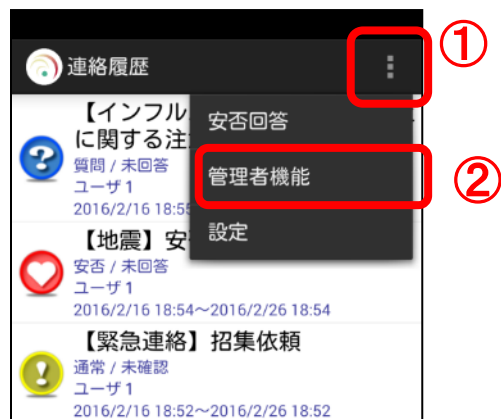 ①
連絡履歴
【インフル
に関する注
質問 / 未回答
ユーザ1
2016/2/16 18:55
安否回答
管理者機能
②
設定
【地震】安
安否 / 未回答
ユーザ1
2016/2/16 18:54～2016/2/26 18:54
【緊急連絡】招集依頼
通常 / 未確認
ユーザ1
2016/2/16 18:52～2016/2/26 18:52